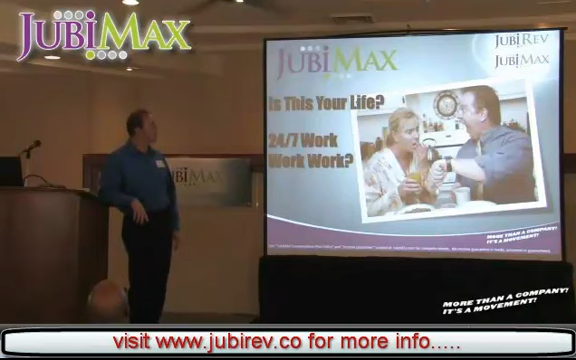 JUBIMAX
JUBIMAX
JUBIREV
JUBIMAX
Is This Your Life?
24/7 Work
Work Work?
MORE THAN A COMPANY!
IT'S A MOVEMENT!
JUBIMAX
MORE THAN A COMPANY!
IT'S A MOVEMENT!
visit www.jubirev.co for more info.....